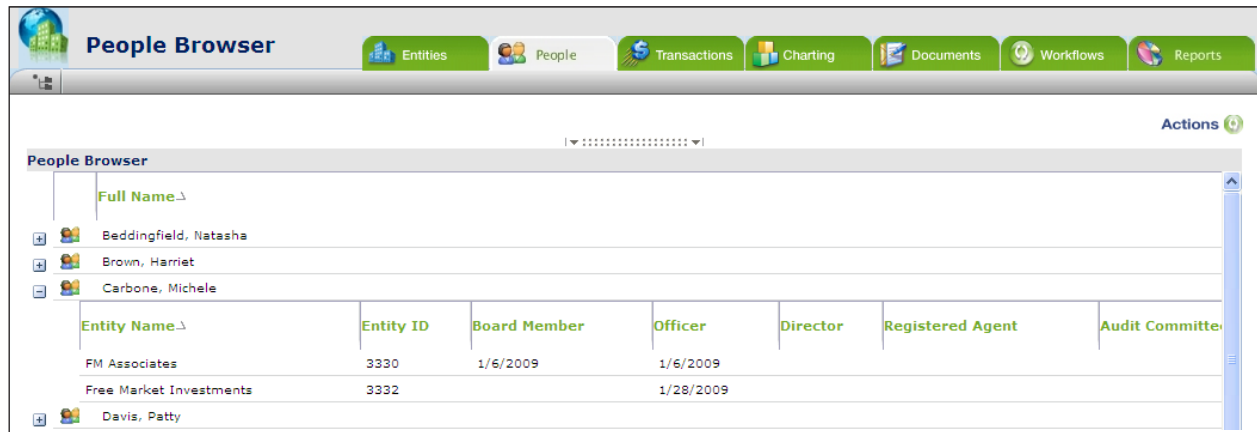 People Browser
Entities People Transactions Charting Documents Workflows Reports
Actions
People Browser
Full Name
Beddingfield, Natasha
Brown, Harriet
Carbone, Michele
Entity Name Entity ID Board Member Officer Director Registered Agent Audit Committe
FM Associates 3330 1/6/2009 1/6/2009
Free Market Investments 3332 1/28/2009
Davis, Patty